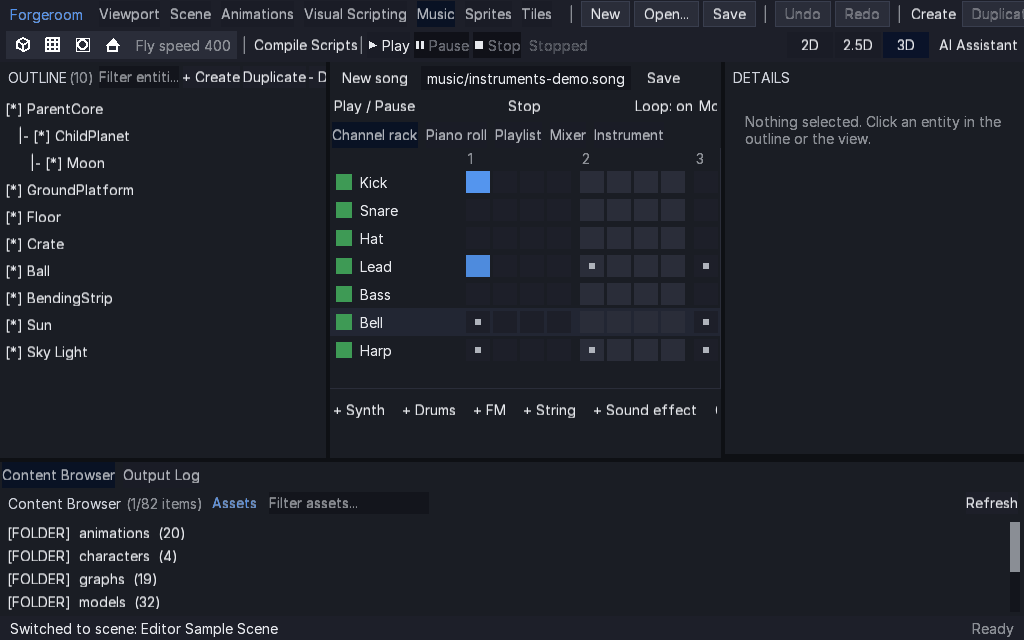 Forgeroom Viewport Scene Animations Visual Scripting Music Sprites Tiles | New Open... Save | Undo Redo | Create Duplicat
Fly speed 400 | Compile Scripts | Play Pause Stop Stopped 2D 2.5D 3D AI Assistant
OUTLINE (10) Filter entiti... + Create Duplicate - D
[*] ParentCore
|- [*] ChildPlanet
|- [*] Moon
[*] GroundPlatform
[*] Floor
[*] Crate
[*] Ball
[*] BendingStrip
[*] Sun
[*] Sky Light
New song music/instruments-demo.song Save
Play / Pause Stop Loop: on Mo
Channel rack Piano roll Playlist Mixer Instrument
1 2 3
Kick
Snare
Hat
Lead
Bass
Bell
Harp
+ Synth + Drums + FM + String + Sound effect
DETAILS
Nothing selected. Click an entity in the
outline or the view.
Content Browser Output Log
Content Browser (1/82 items) Assets Filter assets... Refresh
[FOLDER] animations (20)
[FOLDER] characters (4)
[FOLDER] graphs (19)
[FOLDER] models (32)
Switched to scene: Editor Sample Scene Ready